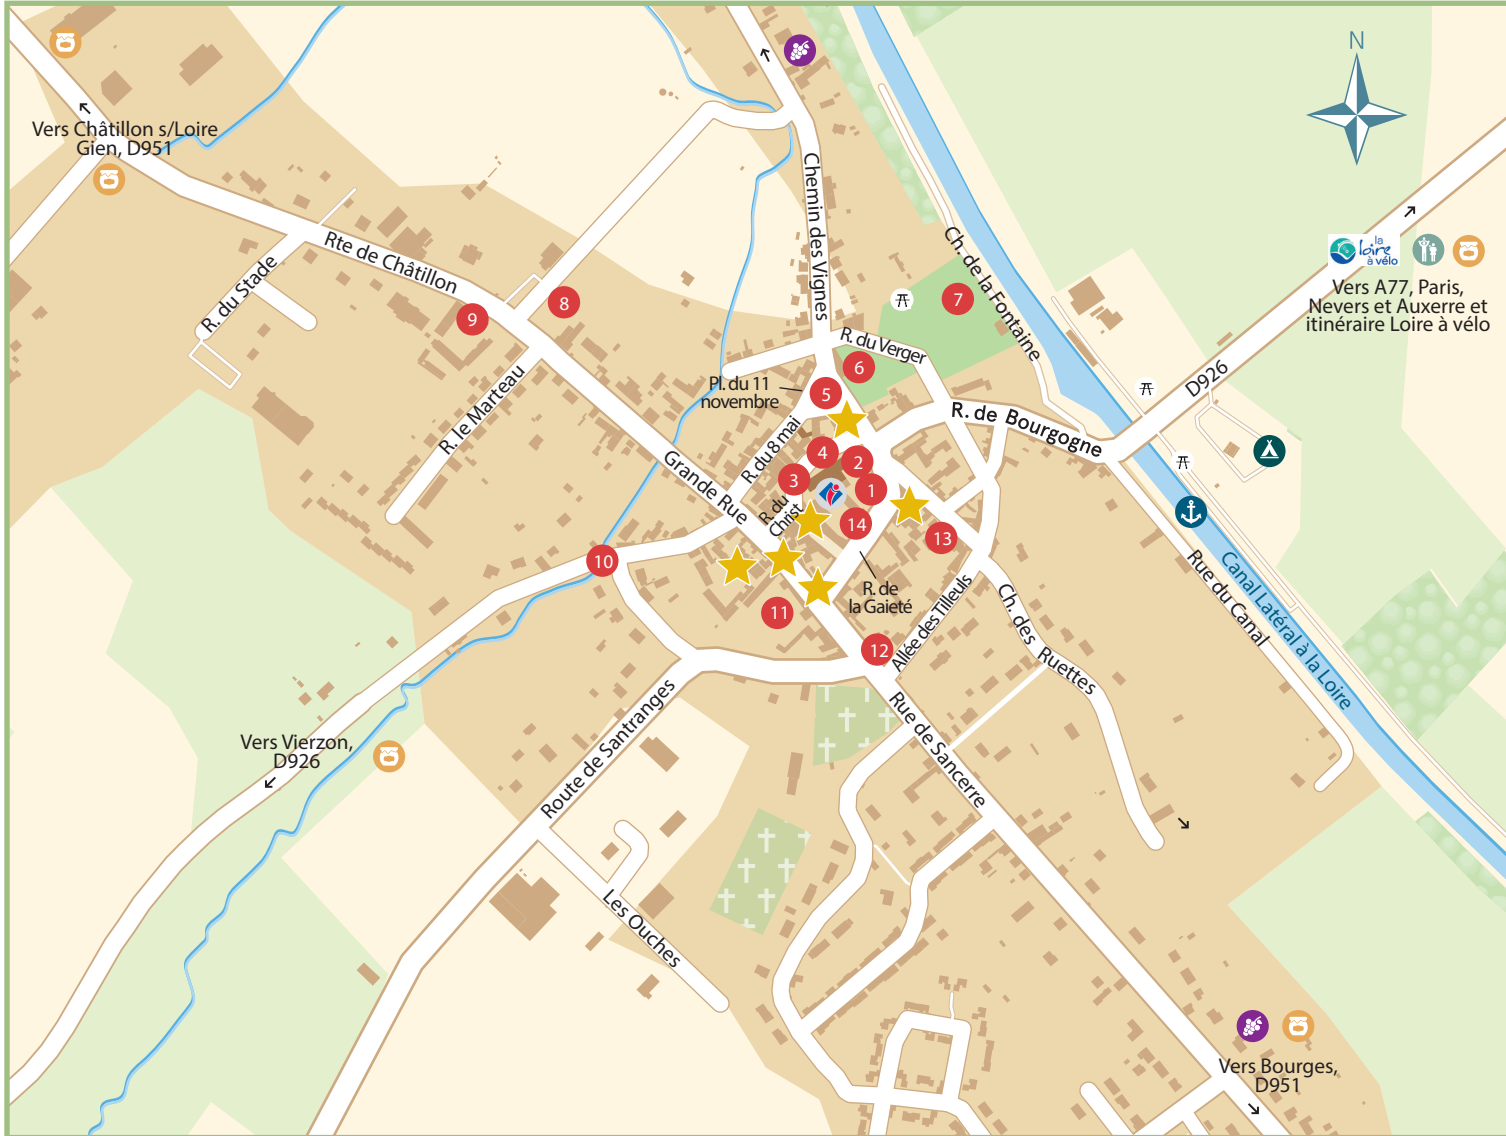 N
Vers Châtillon s/Loire
Gien, D951
Chemin des Vignes
Ch. de la Fontaine
la
loire
à vélo
Vers A77, Paris,
Nevers et Auxerre et
itinéraire Loire à vélo
Rte de Châtillon
R. du Stade
8
9
7
R. du Verger
6
Pl. du 11
novembre
5
D926
R. de Bourgogne
R. le Marteau
R. du 8 mai
Grande Rue
4
2
3
1
R. du
Christ
14
13
10
R. de
la Gaieté
11
12
Allée des Tilleuls
Ch. des
Ruettes
Rue du Canal
Canal Latéral à la Loire
Vers Vierzon,
D926
Route de Santranges
Rue de Sancerre
Les Ouches
Vers Bourges,
D951